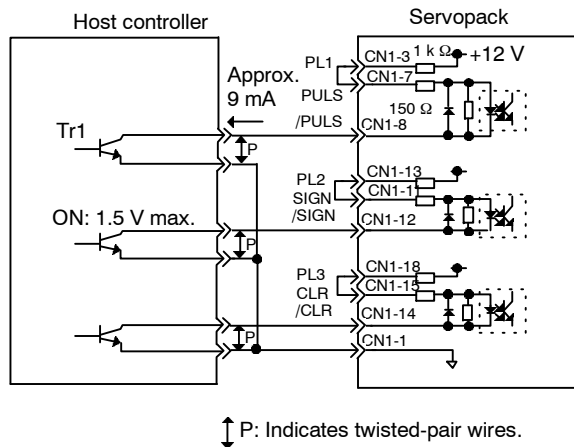 Host controller
Servopack
PL1
CN1-3
1 k Ω
+12 V
Approx.
9 mA
CN1-7
PULS
150 Ω
/PULS
CN1-8
Tr1
P
PL2
CN1-13
CN1-11
SIGN
/SIGN
CN1-12
ON: 1.5 V max.
P
PL3
CN1-18
CN1-15
CLR
/CLR
CN1-14
P
CN1-1
P: Indicates twisted-pair wires.